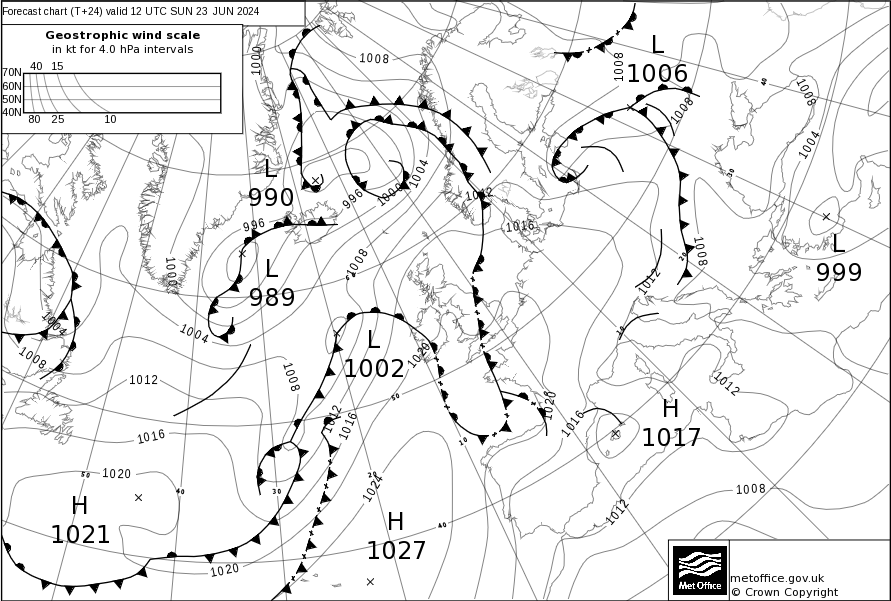 Forecast chart (T+24) valid 12 UTC SUN 23 JUN 2024
Geostrophic wind scale
in kt for 4.0 hPa intervals
40 15
70N
60N
50N
40N
80 25 10
1000
1008
L
1006
1008
1008
1008
40
1004
30
L
990
996
1000
1004
1012
1016
996
L
989
1000
1008
1008
1012
20
L
999
1004
1004
1008
L
1002
1020
10
1008
1012
1012
50
1012
1016
1020
1016
H
1017
1016
10
1020
50
40
30
20
1024
H
1021
H
1027
40
1008
1012
1020
Met Office
metoffice.gov.uk
© Crown Copyright